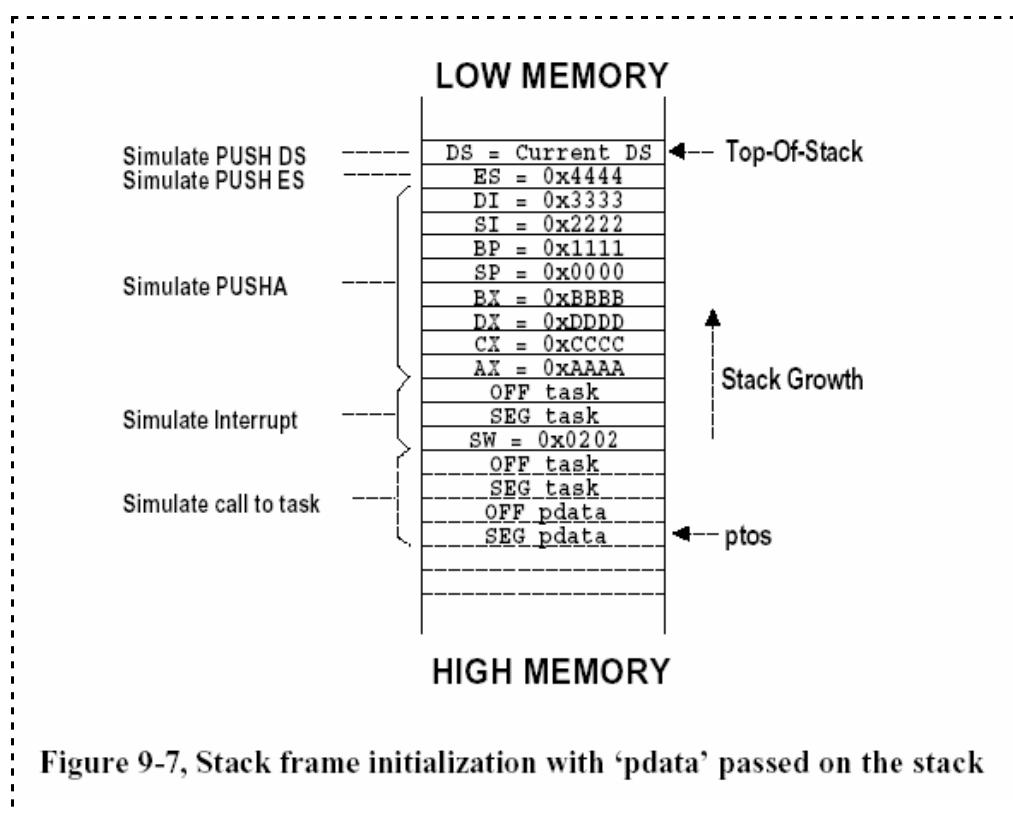 LOW MEMORY
Simulate PUSH DS
DS = Current DS
Top-Of-Stack
Simulate PUSH ES
ES = 0x4444
DI = 0x3333
SI = 0x2222
BP = 0x1111
SP = 0x0000
Simulate PUSHA
BX = 0xBBBB
DX = 0xDDDD
CX = 0xCCCC
AX = 0xAAAA
Stack Growth
OFF task
Simulate Interrupt
SEG task
SW = 0x0202
OFF task
SEG task
Simulate call to task
OFF pdata
SEG pdata
ptos
HIGH MEMORY
Figure 9-7, Stack frame initialization with ‘pdata’ passed on the stack